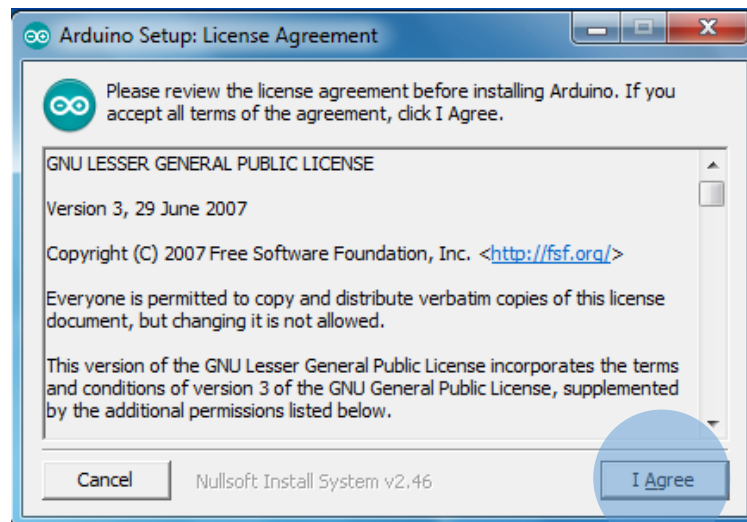 Arduino Setup: License Agreement
Please review the license agreement before installing Arduino. If you
accept all terms of the agreement, click I Agree.
GNU LESSER GENERAL PUBLIC LICENSE
Version 3, 29 June 2007
Copyright (C) 2007 Free Software Foundation, Inc. <http://fsf.org/>
Everyone is permitted to copy and distribute verbatim copies of this license
document, but changing it is not allowed.
This version of the GNU Lesser General Public License incorporates the terms
and conditions of version 3 of the GNU General Public License, supplemented
by the additional permissions listed below.
Cancel Nullsoft Install System v2.46 I Agree